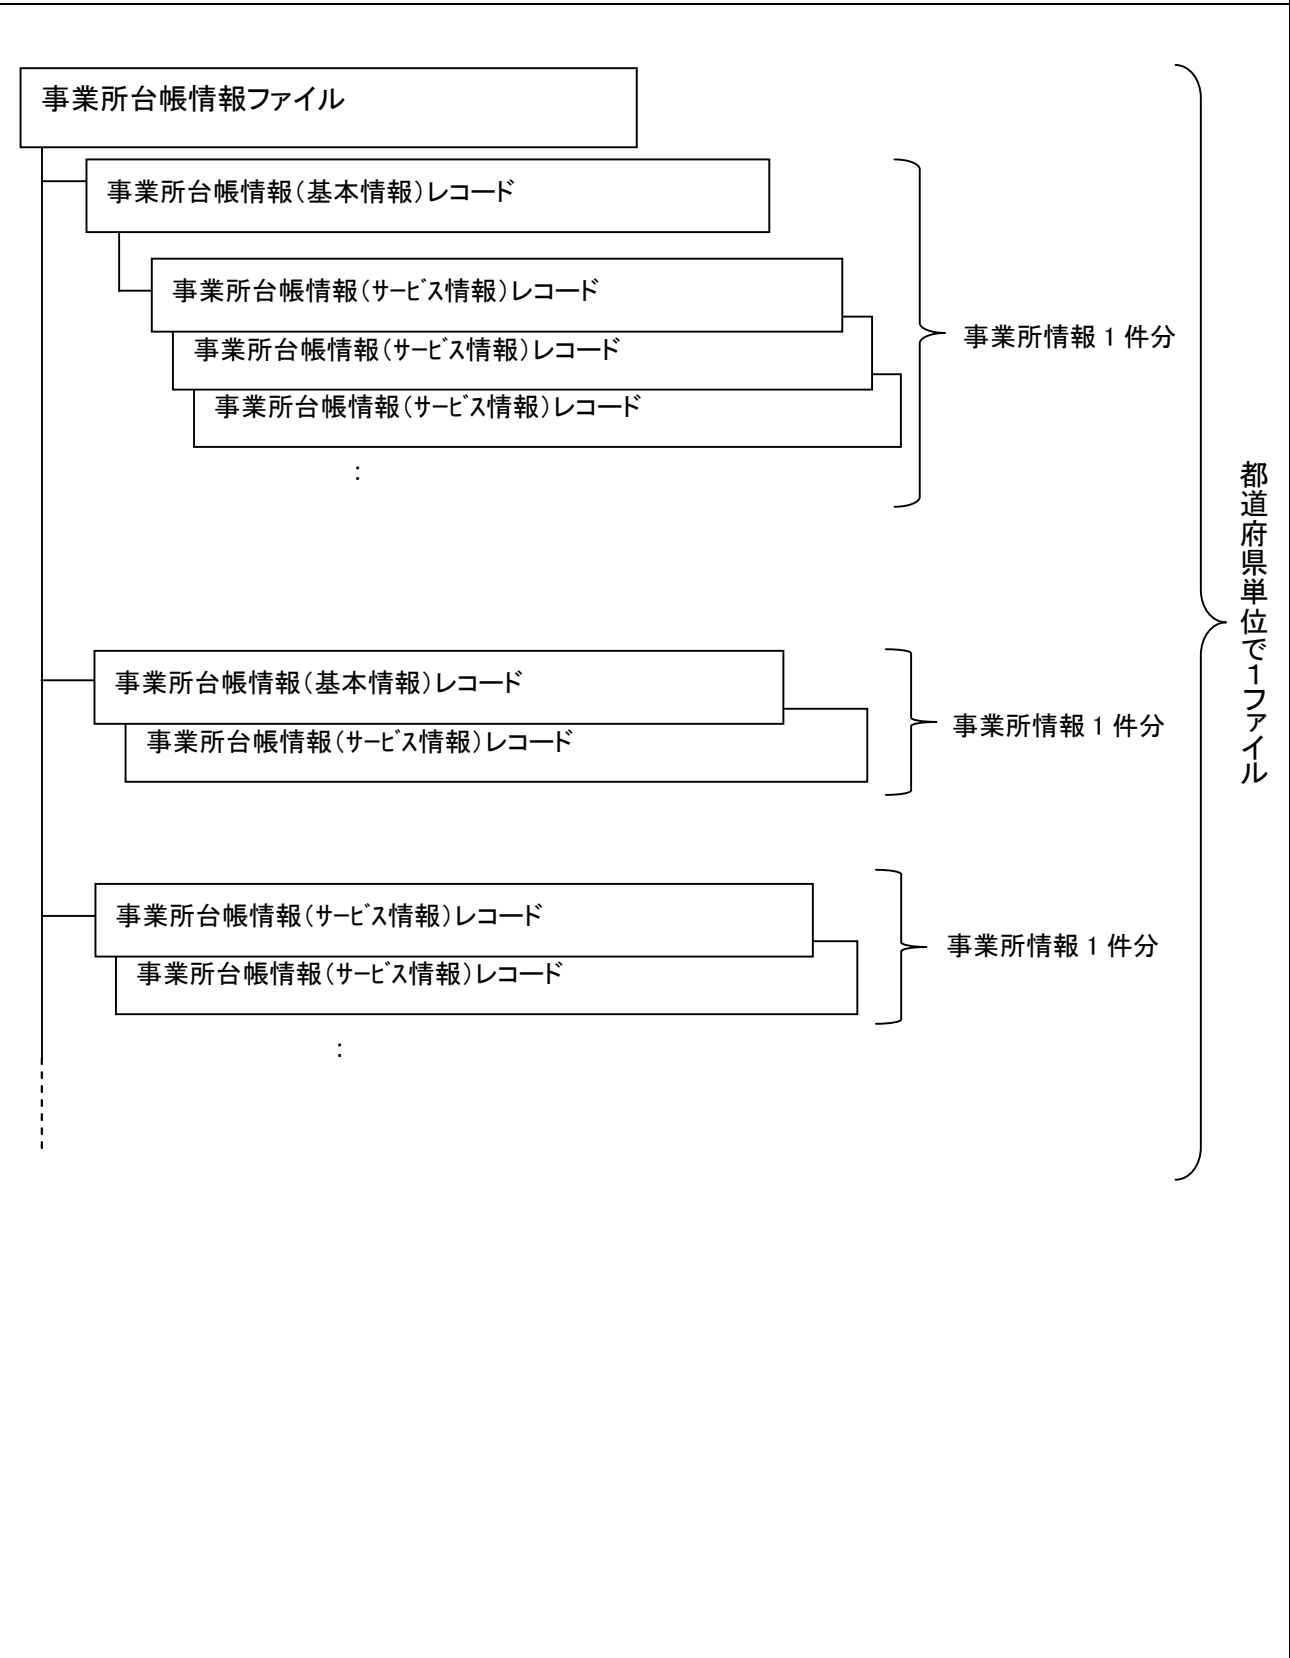 事業所台帳情報ファイル
事業所台帳情報(基本情報)レコード
事業所台帳情報(ｻｰﾋﾞｽ情報)レコード
事業所台帳情報(ｻｰﾋﾞｽ情報)レコード
事業所台帳情報(ｻｰﾋﾞｽ情報)レコード
:
事業所情報 1 件分
事業所台帳情報(基本情報)レコード
事業所台帳情報(ｻｰﾋﾞｽ情報)レコード
事業所情報 1 件分
事業所台帳情報(ｻｰﾋﾞｽ情報)レコード
事業所台帳情報(ｻｰﾋﾞｽ情報)レコード
:
事業所情報 1 件分
都道府県単位で1ファイル